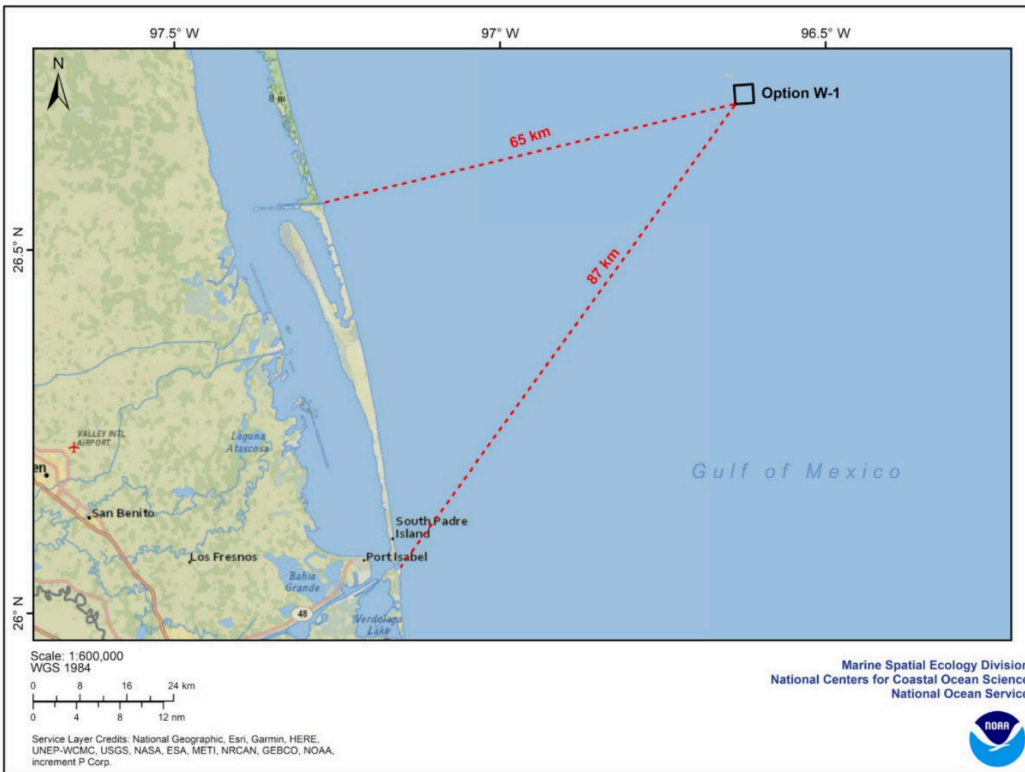 97.5° W
97° W
96.5° W
N
Option W-1
65 km
26.5° N
87 km
VALLEY INTL
AIRPORT
Laguna
Atascosa
Gulf of Mexico
en
San Benito
South Padre
Island
Los Fresnos
Port Isabel
Bahia
Grande
48
Verdolaga
Lake
26° N
Scale: 1:600,000
WGS 1984
0 8 16 24 km
0 4 8 12 nm
Service Layer Credits: National Geographic, Esri, Garmin, HERE,
UNEP-WCMC, USGS, NASA, ESA, METI, NRCAN, GEBCO, NOAA,
increment P Corp.
Marine Spatial Ecology Division
National Centers for Coastal Ocean Science
National Ocean Service
NOAA